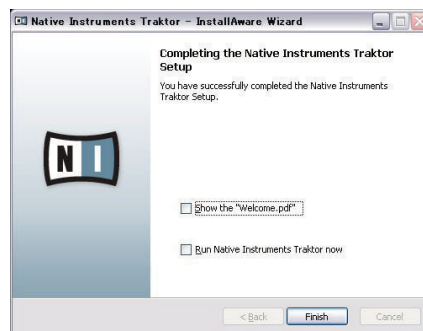 Native Instruments Traktor - InstallAware Wizard
Completing the Native Instruments Traktor
Setup
You have successfully completed the Native Instruments
Traktor Setup.
NI
Show the "Welcome.pdf"
Run Native Instruments Traktor now
< Back Finish Cancel